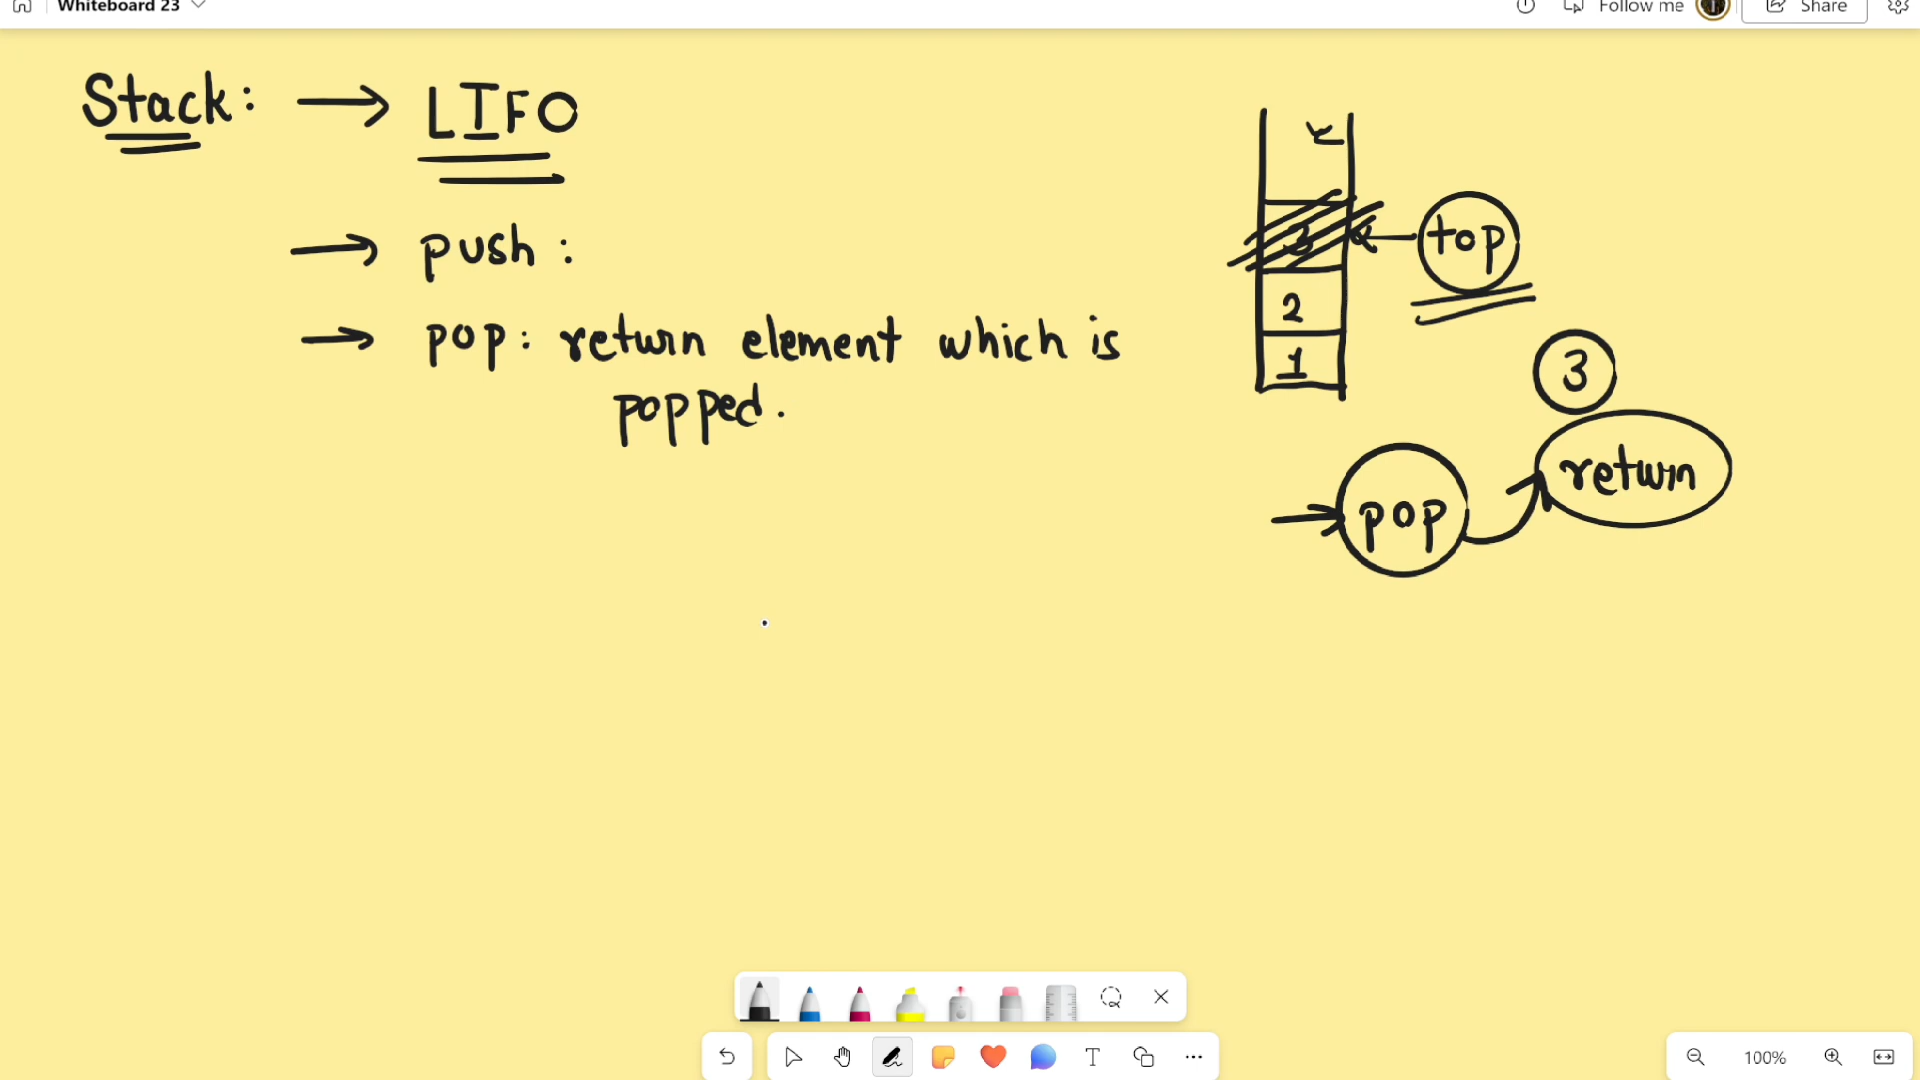 Whiteboard 23
Follow me
Share
Stack: → LIFO
→ push :
→ pop : return element which is
popped .
3
2
1
top
3
pop
return
100%